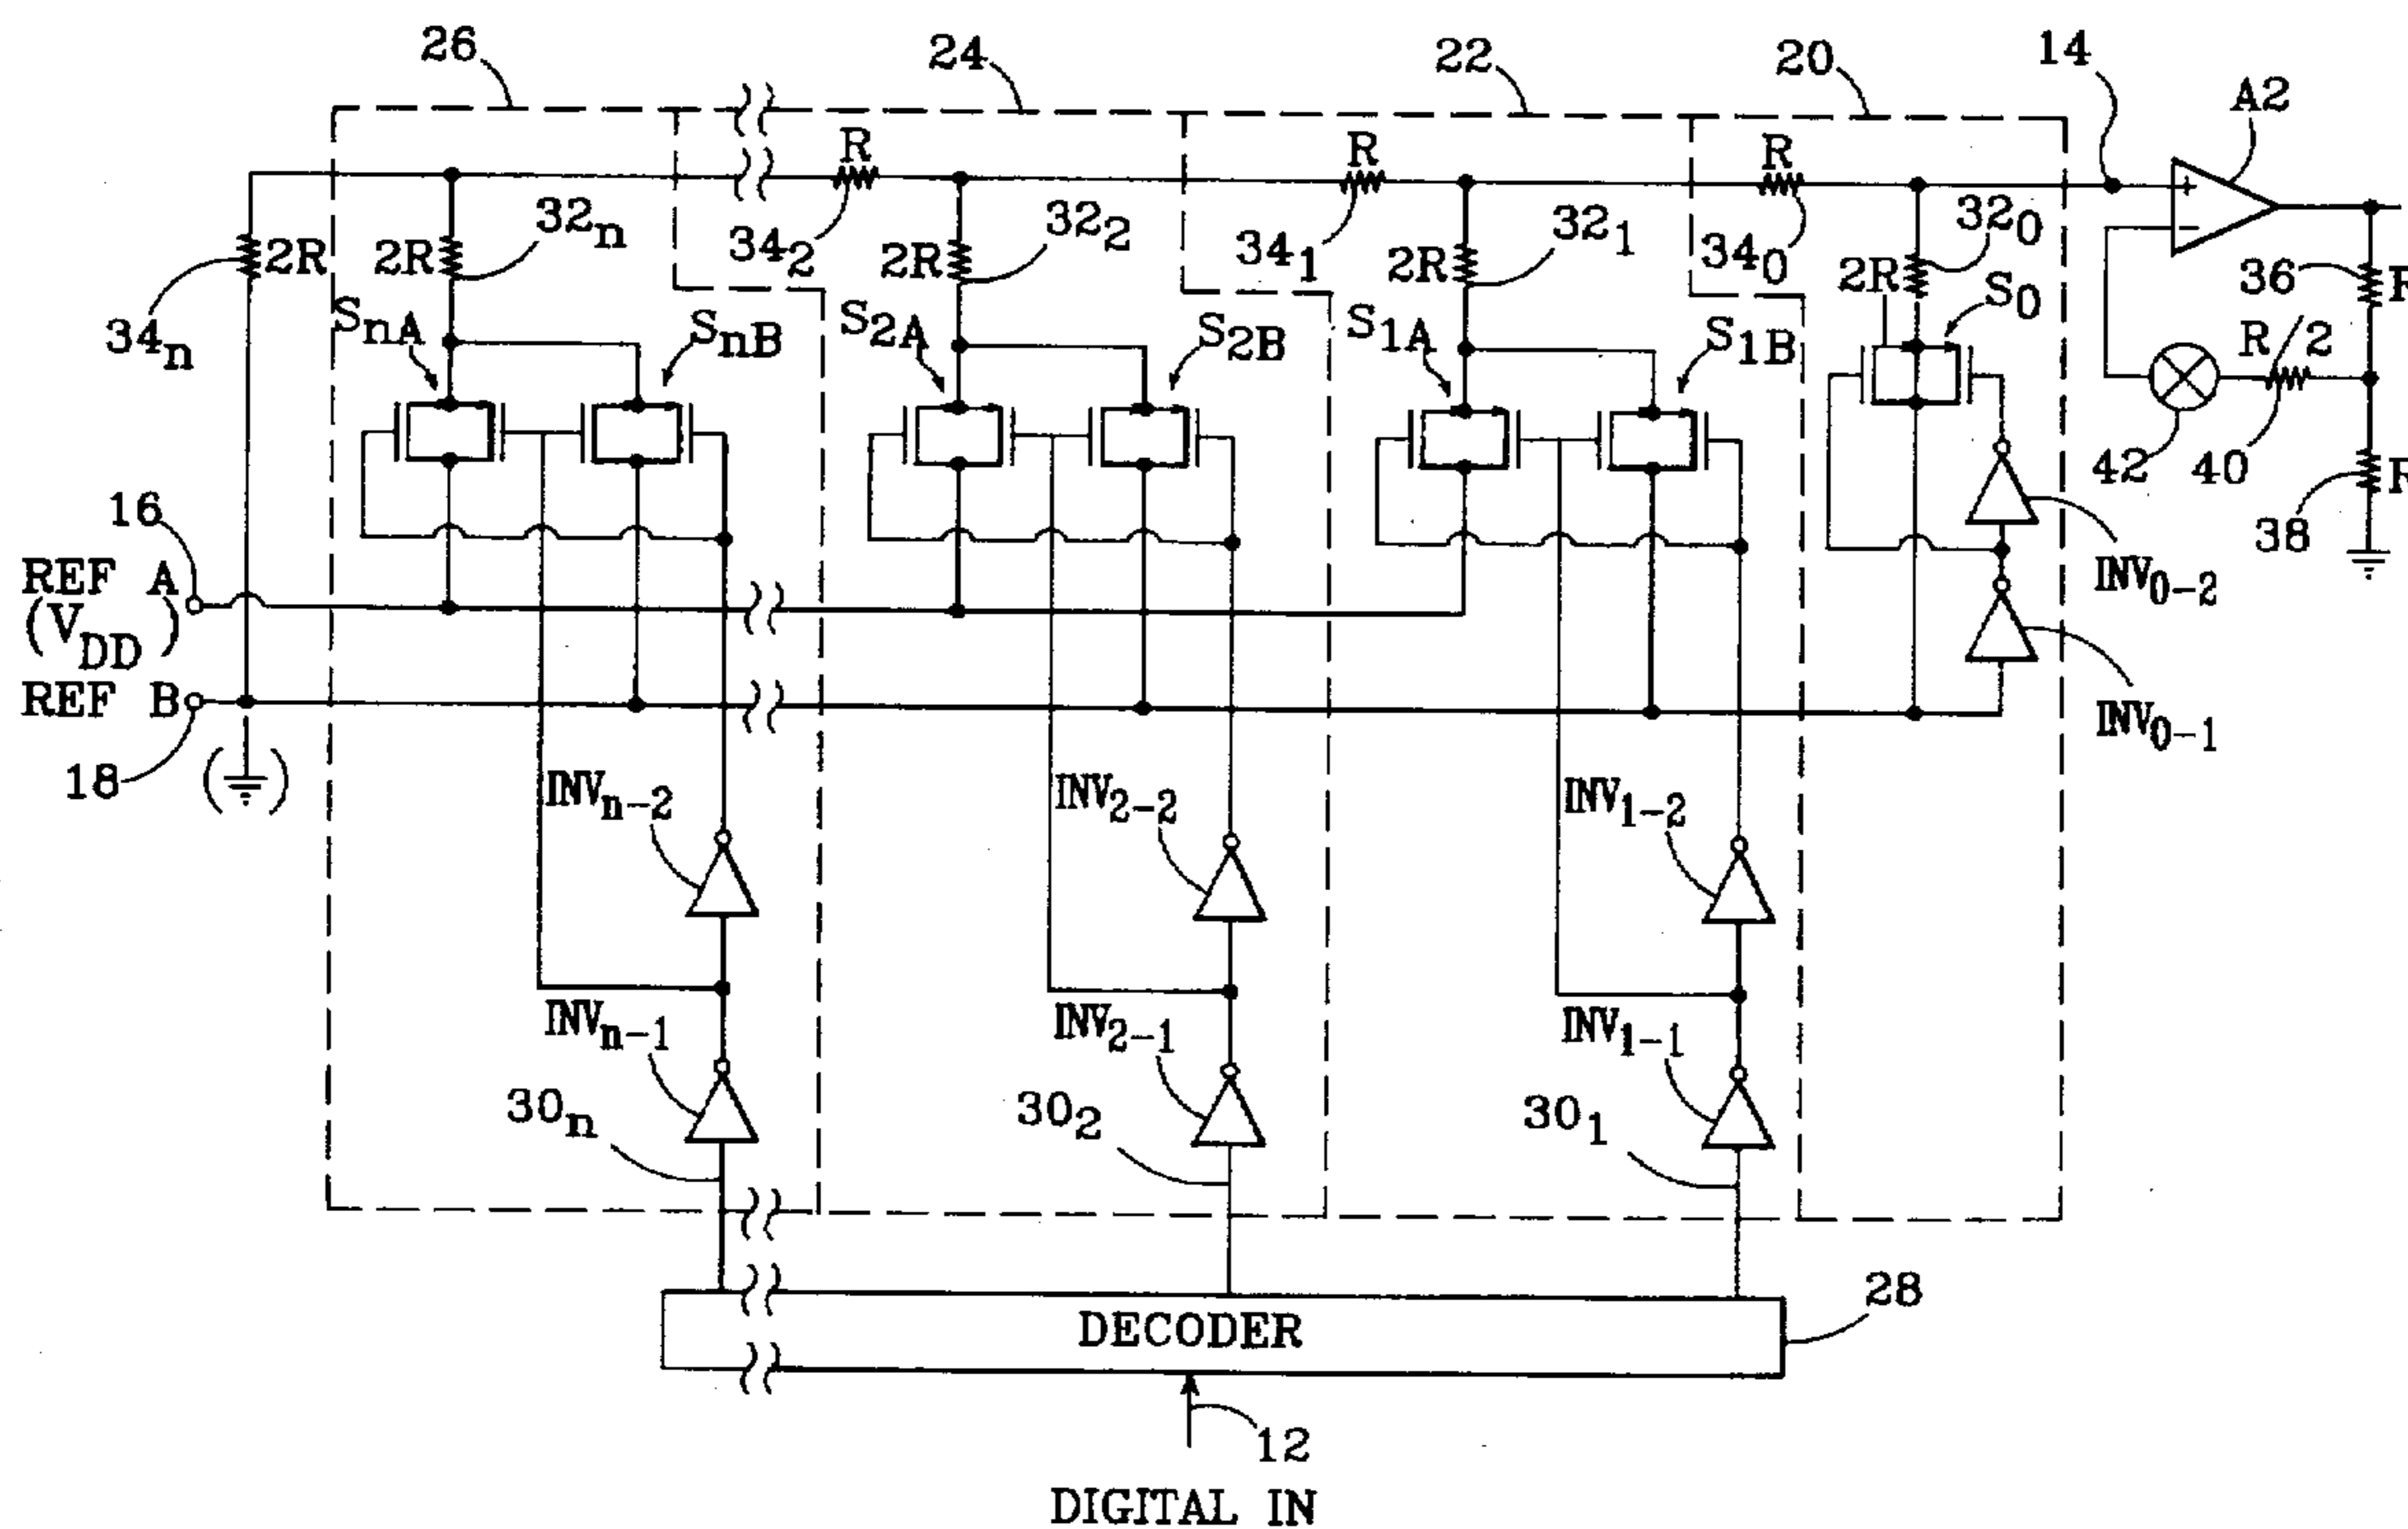 26
24
22
20
14
A2
R
R
R
34n
2R
2R
32n
342
2R
322
341
2R
321
340
2R
320
S0
36
R
SnA
SnB
S2A
S2B
S1A
S1B
R/2
42
40
38
R
16
REF A
(VDD)
REF B
18
INV0-2
INV0-1
INVn-2
INV2-2
INV1-2
INVn-1
INV2-1
INV1-1
30n
302
301
DECODER
28
12
DIGITAL IN
+
−